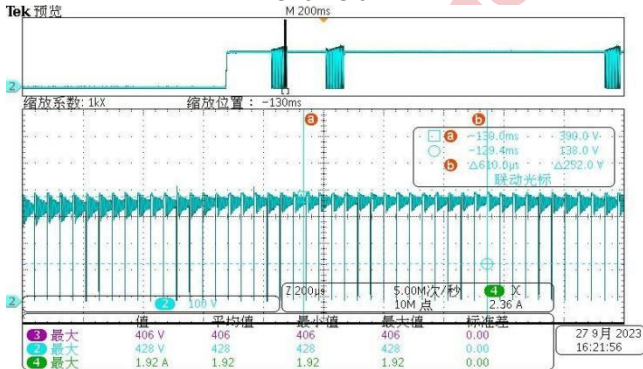 Tek 预览
M 200ms
2
缩放系数: 1kX
缩放位置: -130ms
a
b
a -130.0ms 390.0 V
-129.4ms 138.0 V
b △610.0μs △252.0 V
联动光标
2
2 100 V
Z 200μs
5.00M次/秒
10M 点
4 X
2.36 A
值 平均值 最小值 最大值 标准差
3 最大 406 V 406 406 406 0.00
2 最大 428 V 428 428 428 0.00
4 最大 1.92 A 1.92 1.92 1.92 0.00
27 9月 2023
16:21:56